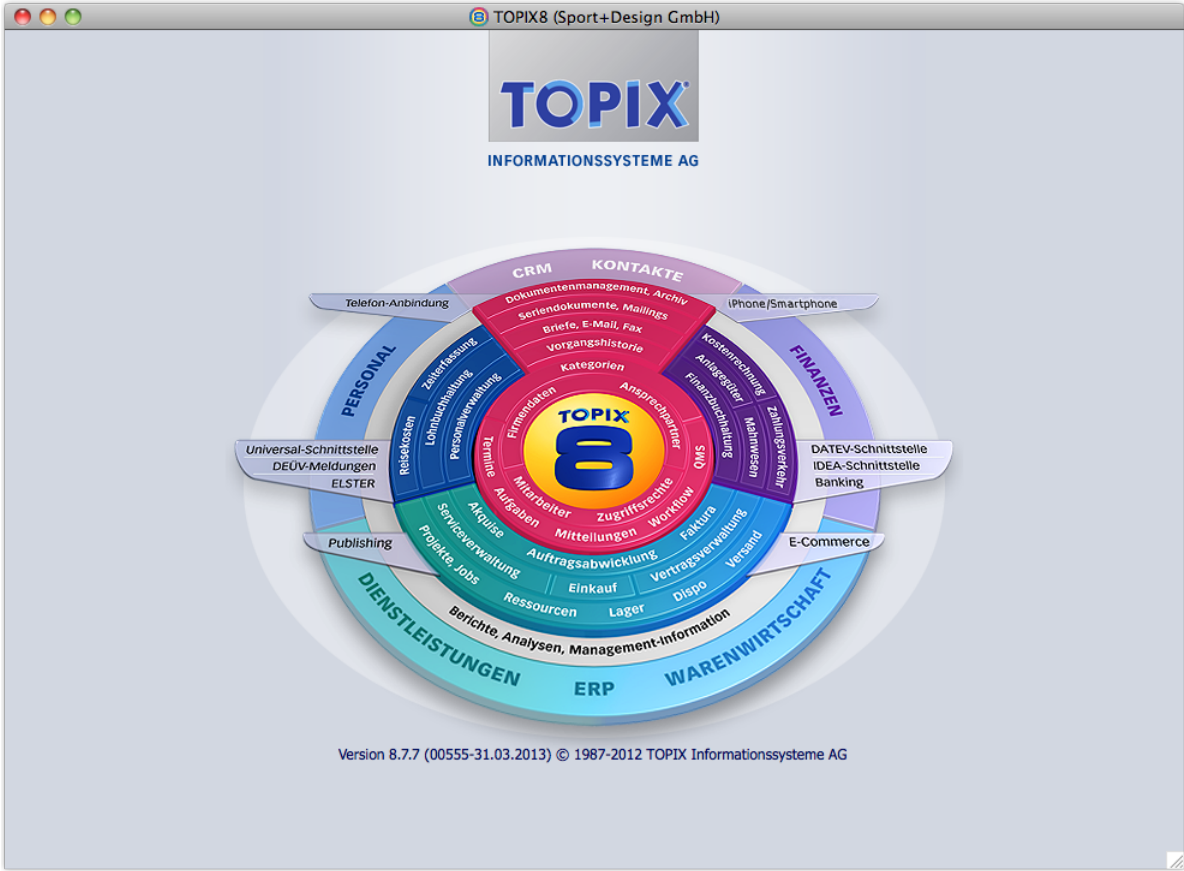 TOPIX8 (Sport+Design GmbH)
TOPIX®
INFORMATIONSSYSTEME AG
CRM KONTAKTE
Telefon-Anbindung
iPhone/Smartphone
Dokumentenmanagement, Archiv
Seriendokumente, Mailings
Briefe, E-Mail, Fax
Vorgangshistorie
Kategorien
PERSONAL
Zeiterfassung
Lohnbuchhaltung
Personalverwaltung
Reisekosten
FINANZEN
Kostenrechnung
Anlagegüter
Finanzbuchhaltung
Zahlungsverkehr
Mahnwesen
Firmendaten
Ansprechpartner
TOPIX
8
Termine
QMS
Mitarbeiter
Zugriffsrechte
Aufgaben
Mitteilungen
Workflow
Universal-Schnittstelle
DEÜV-Meldungen
ELSTER
DATEV-Schnittstelle
IDEA-Schnittstelle
Banking
Publishing
E-Commerce
Akquise
Auftragsabwicklung
Faktura
Serviceverwaltung
Einkauf
Vertragsverwaltung
Projekte, Jobs
Ressourcen
Lager
Dispo
Versand
Berichte, Analysen, Management-Information
DIENSTLEISTUNGEN
ERP
WARENWIRTSCHAFT
Version 8.7.7 (00555-31.03.2013) © 1987-2012 TOPIX Informationssysteme AG